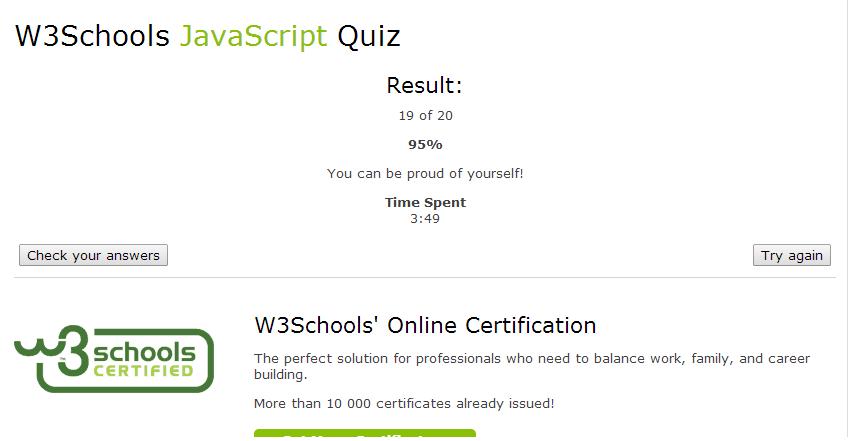 W3Schools JavaScript Quiz
Result:
19 of 20
95%
You can be proud of yourself!
Time Spent
3:49
Check your answers
Try again
w3schools
CERTIFIED
W3Schools' Online Certification
The perfect solution for professionals who need to balance work, family, and career
building.
More than 10 000 certificates already issued!